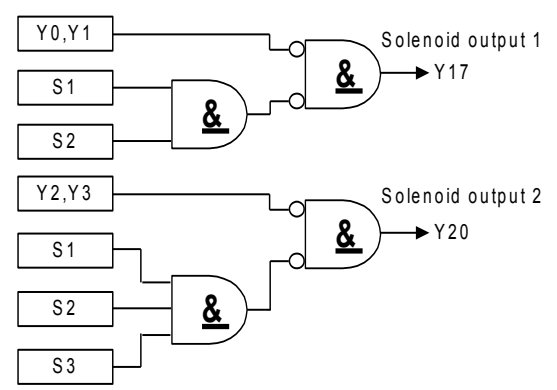 Y0,Y1
Solenoid output 1
&
Y17
S1
&
S2
Y2,Y3
Solenoid output 2
&
Y20
S1
S2
&
S3